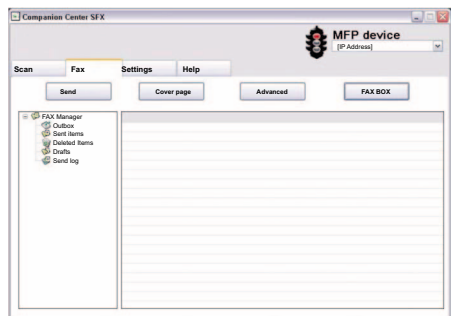 Companion Center SFX
MFP device
[IP Address]
Scan Fax Settings Help
Send Cover page Advanced FAX BOX
FAX Manager
Outbox
Sent items
Deleted Items
Drafts
Send log